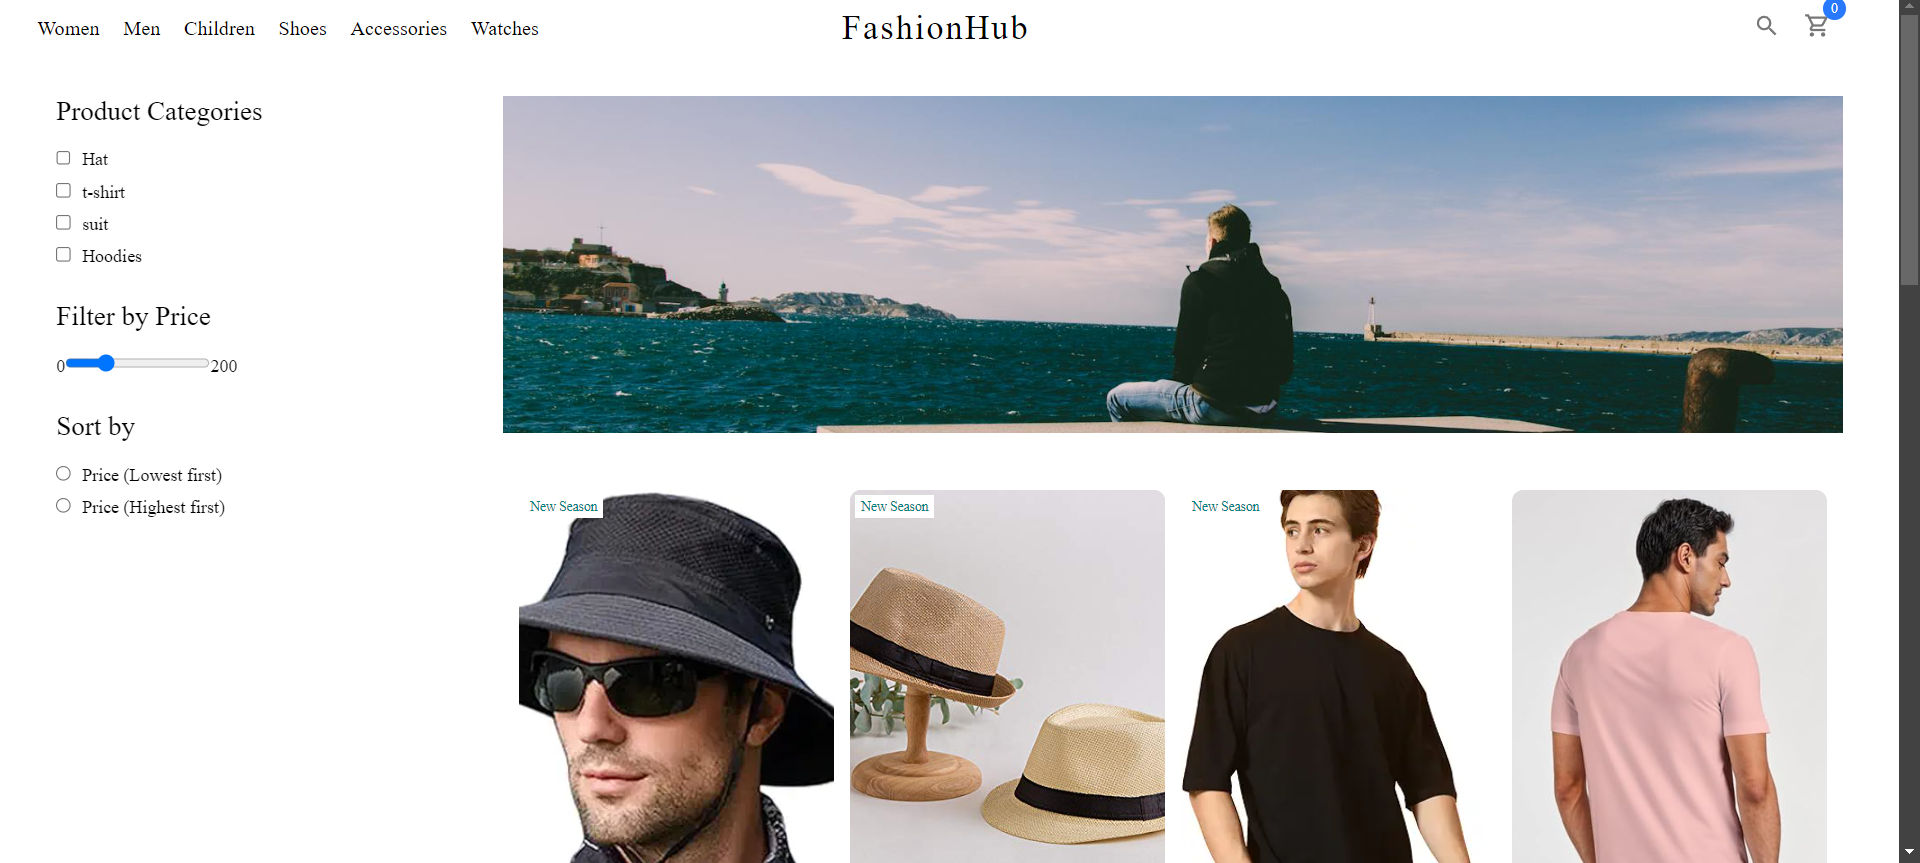 Women Men Children Shoes Accessories Watches
FashionHub
0
Product Categories
Hat
t-shirt
suit
Hoodies
Filter by Price
0 200
Sort by
Price (Lowest first)
Price (Highest first)
New Season
New Season
New Season